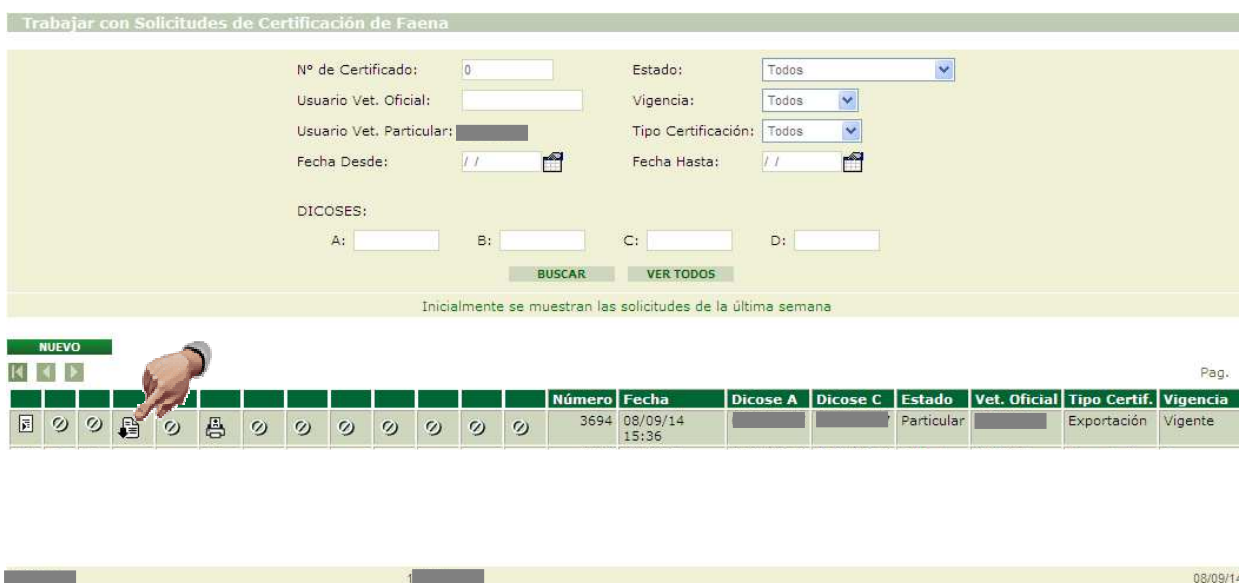 Trabajar con Solicitudes de Certificación de Faena
Nº de Certificado: 0 Estado: Todos
Usuario Vet. Oficial: Vigencia: Todos
Usuario Vet. Particular: Tipo Certificación: Todos
Fecha Desde: / / Fecha Hasta: / /
DICOSES:
A: B: C: D:
BUSCAR VER TODOS
Inicialmente se muestran las solicitudes de la última semana
NUEVO
Pag.
Número Fecha Dicose A Dicose C Estado Vet. Oficial Tipo Certif. Vigencia
3694 08/09/14 Particular Exportación Vigente
15:36
1 08/09/14